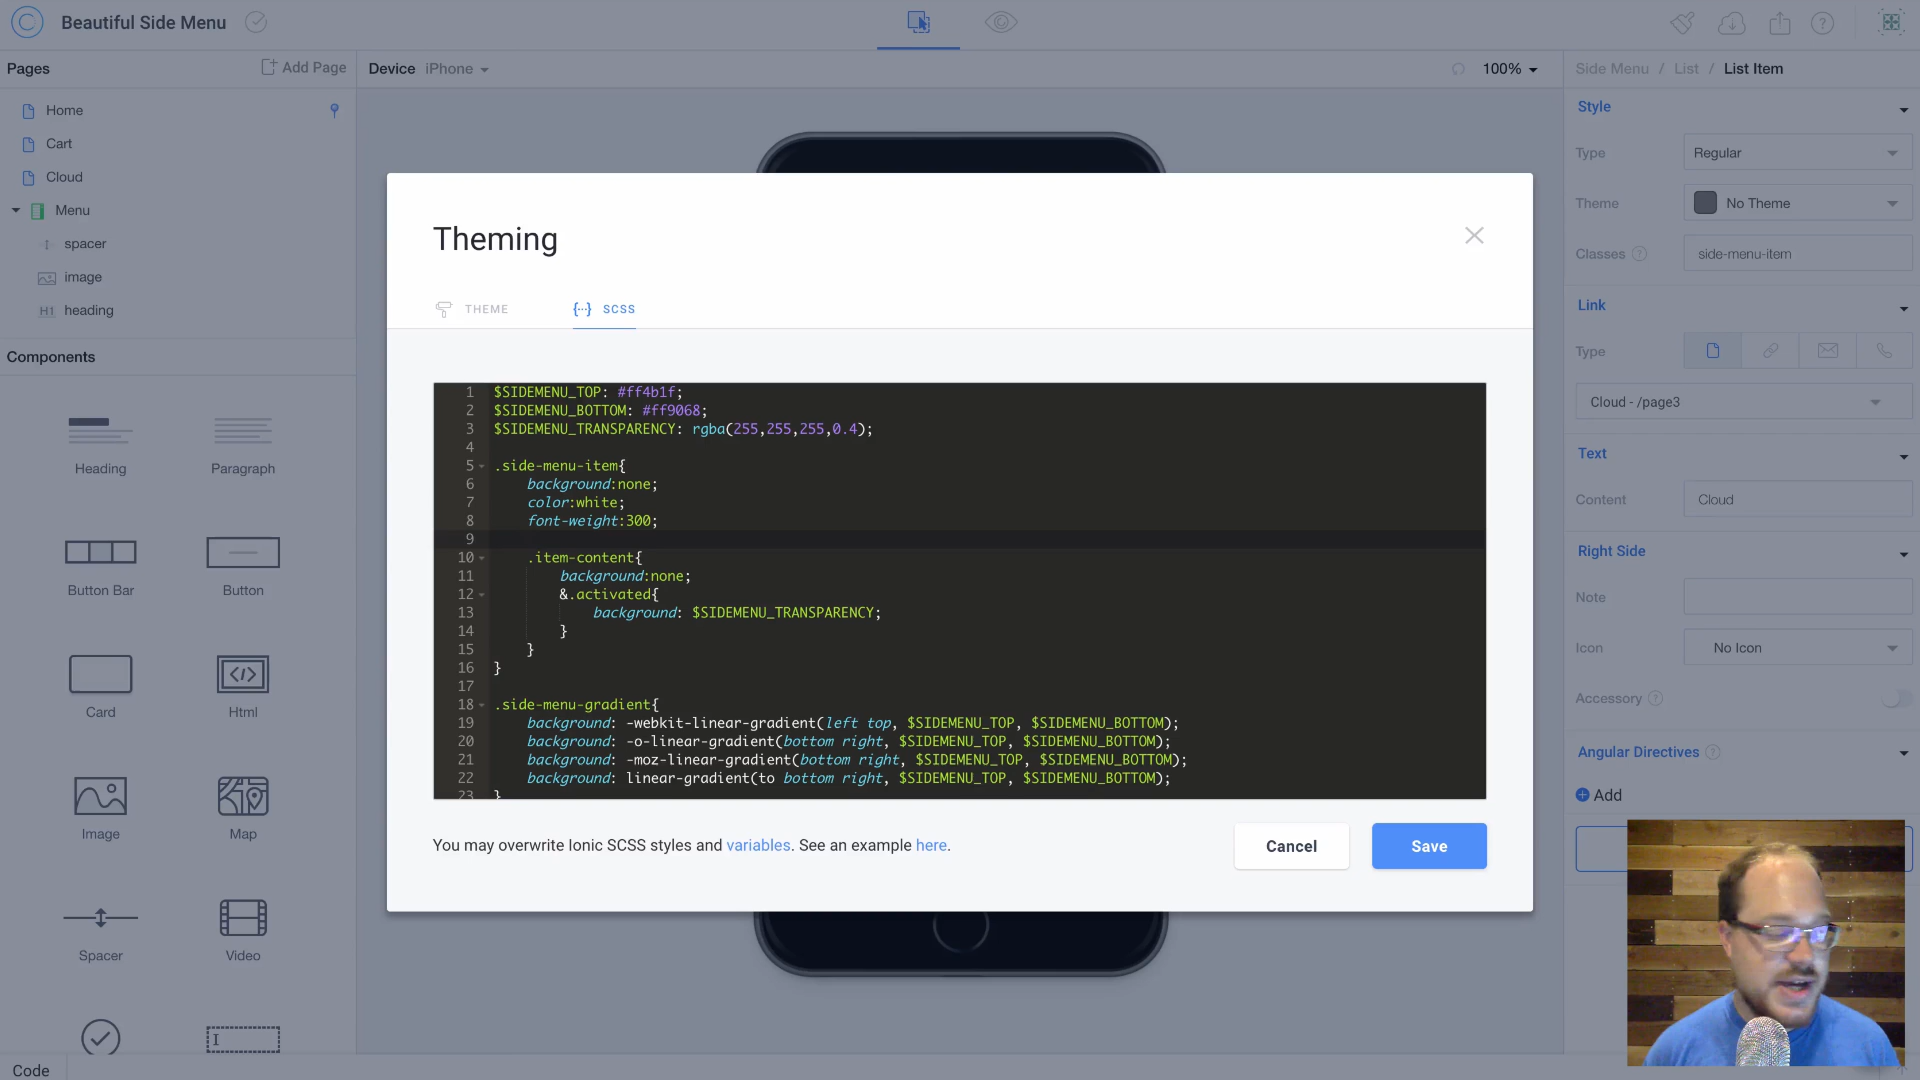 Beautiful Side Menu
Pages
Add Page
Device iPhone
100%
Side Menu / List / List Item
Home
Cart
Cloud
Menu
spacer
image
H1 heading
Components
Heading
Paragraph
Button Bar
Button
Card
Html
Image
Map
Spacer
Video
Code
Theming
THEME
{...} SCSS
1 $SIDEMENU_TOP: #ff4b1f;
2 $SIDEMENU_BOTTOM: #ff9068;
3 $SIDEMENU_TRANSPARENCY: rgba(255,255,255,0.4);
4
5 .side-menu-item{
6 background:none;
7 color:white;
8 font-weight:300;
9
10 .item-content{
11 background:none;
12 &.activated{
13 background: $SIDEMENU_TRANSPARENCY;
14 }
15 }
16 }
17
18 .side-menu-gradient{
19 background: -webkit-linear-gradient(left top, $SIDEMENU_TOP, $SIDEMENU_BOTTOM);
20 background: -o-linear-gradient(bottom right, $SIDEMENU_TOP, $SIDEMENU_BOTTOM);
21 background: -moz-linear-gradient(bottom right, $SIDEMENU_TOP, $SIDEMENU_BOTTOM);
22 background: linear-gradient(to bottom right, $SIDEMENU_TOP, $SIDEMENU_BOTTOM);
23 }
You may overwrite Ionic SCSS styles and variables. See an example here.
Cancel
Save
Style
Type Regular
Theme No Theme
Classes ? side-menu-item
Link
Type
Cloud - /page3
Text
Content Cloud
Right Side
Note
Icon No Icon
Accessory ?
Angular Directives ?
Add